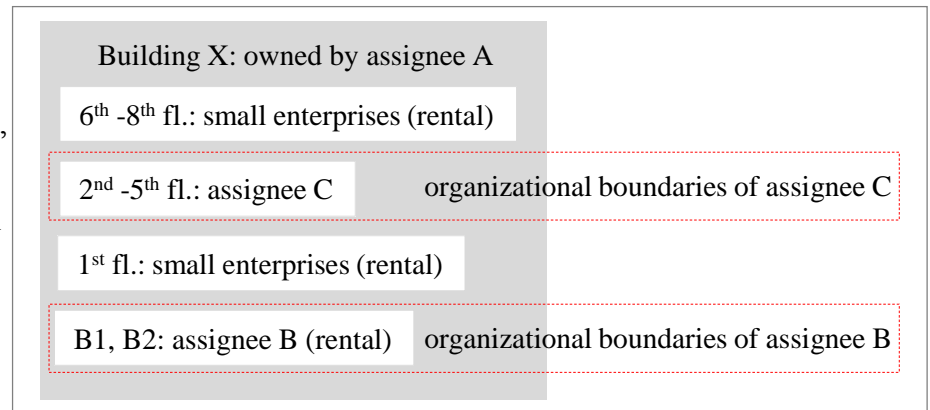 Building X: owned by assignee A
6th -8th fl.: small enterprises (rental)
2nd -5th fl.: assignee C
organizational boundaries of assignee C
1st fl.: small enterprises (rental)
B1, B2: assignee B (rental)
organizational boundaries of assignee B